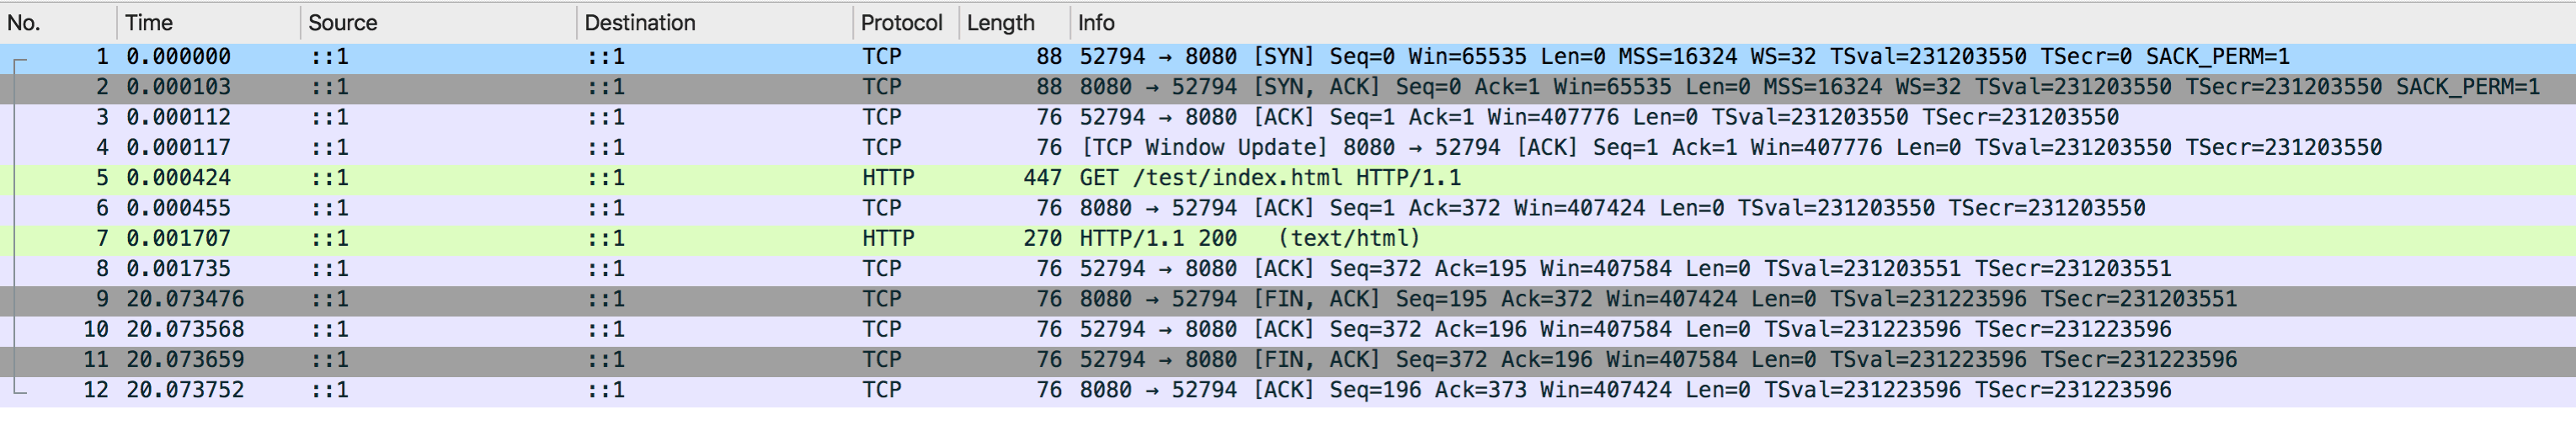 No. Time Source Destination Protocol Length Info
1 0.000000 ::1 ::1 TCP 88 52794 → 8080 [SYN] Seq=0 Win=65535 Len=0 MSS=16324 WS=32 TSval=231203550 TSecr=0 SACK_PERM=1
2 0.000103 ::1 ::1 TCP 88 8080 → 52794 [SYN, ACK] Seq=0 Ack=1 Win=65535 Len=0 MSS=16324 WS=32 TSval=231203550 TSecr=231203550 SACK_PERM=1
3 0.000112 ::1 ::1 TCP 76 52794 → 8080 [ACK] Seq=1 Ack=1 Win=407776 Len=0 TSval=231203550 TSecr=231203550
4 0.000117 ::1 ::1 TCP 76 [TCP Window Update] 8080 → 52794 [ACK] Seq=1 Ack=1 Win=407776 Len=0 TSval=231203550 TSecr=231203550
5 0.000424 ::1 ::1 HTTP 447 GET /test/index.html HTTP/1.1
6 0.000455 ::1 ::1 TCP 76 8080 → 52794 [ACK] Seq=1 Ack=372 Win=407424 Len=0 TSval=231203550 TSecr=231203550
7 0.001707 ::1 ::1 HTTP 270 HTTP/1.1 200 (text/html)
8 0.001735 ::1 ::1 TCP 76 52794 → 8080 [ACK] Seq=372 Ack=195 Win=407584 Len=0 TSval=231203551 TSecr=231203551
9 20.073476 ::1 ::1 TCP 76 8080 → 52794 [FIN, ACK] Seq=195 Ack=372 Win=407424 Len=0 TSval=231223596 TSecr=231203551
10 20.073568 ::1 ::1 TCP 76 52794 → 8080 [ACK] Seq=372 Ack=196 Win=407584 Len=0 TSval=231223596 TSecr=231223596
11 20.073659 ::1 ::1 TCP 76 52794 → 8080 [FIN, ACK] Seq=372 Ack=196 Win=407584 Len=0 TSval=231223596 TSecr=231223596
12 20.073752 ::1 ::1 TCP 76 8080 → 52794 [ACK] Seq=196 Ack=373 Win=407424 Len=0 TSval=231223596 TSecr=231223596